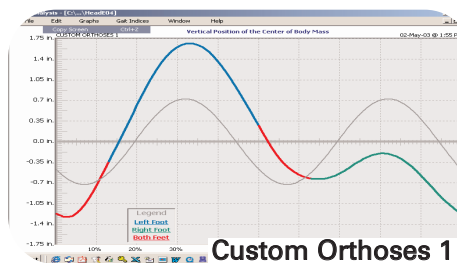 alysis - [C:\...\HeadE04]
File Edit Graphs Gait Indices Window Help
Copy Screen Ctrl+Z
CUSTOM ORTHOSES 1 Vertical Position of the Center of Body Mass 02-May-03 @ 1:55 P
1.75 in.
1.4 in.
1.05 in.
0.7 in.
0.35 in.
0.0 in.
-0.35 in.
-0.7 in.
-1.05 in.
-1.4 in.
-1.75 in.
Legend
Left Foot
Right Foot
Both Feet
10% 20% 30%
Custom Orthoses 1